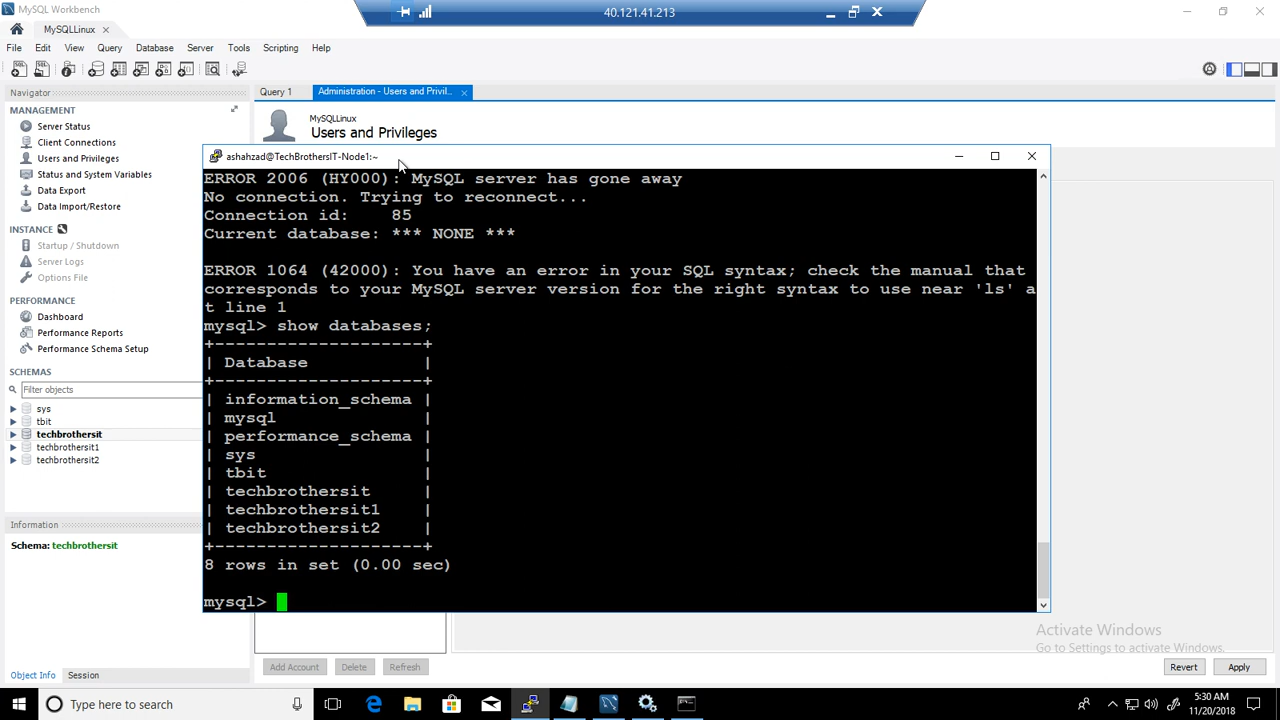 MySQL Workbench
40.121.41.213
MySQLLinux
File Edit View Query Database Server Tools Scripting Help
Navigator
MANAGEMENT
Server Status
Client Connections
Users and Privileges
Status and System Variables
Data Export
Data Import/Restore
INSTANCE
Startup / Shutdown
Server Logs
Options File
PERFORMANCE
Dashboard
Performance Reports
Performance Schema Setup
SCHEMAS
Filter objects
sys
tbit
techbrothersit
techbrothersit1
techbrothersit2
Information
Schema: techbrothersit
Object Info Session
Query 1 Administration - Users and Privil..
MySQLLinux
Users and Privileges
ashahzad@TechBrothersIT-Node1:~
ERROR 2006 (HY000): MySQL server has gone away
No connection. Trying to reconnect...
Connection id:    85
Current database: *** NONE ***
ERROR 1064 (42000): You have an error in your SQL syntax; check the manual that
corresponds to your MySQL server version for the right syntax to use near 'ls' a
t line 1
mysql> show databases;
+--------------------+
| Database           |
+--------------------+
| information_schema |
| mysql              |
| performance_schema |
| sys                |
| tbit               |
| techbrothersit     |
| techbrothersit1    |
| techbrothersit2    |
+--------------------+
8 rows in set (0.00 sec)
mysql>
Activate Windows
Go to Settings to activate Windows.
Add Account Delete Refresh Revert Apply
Type here to search
5:30 AM
11/20/2018